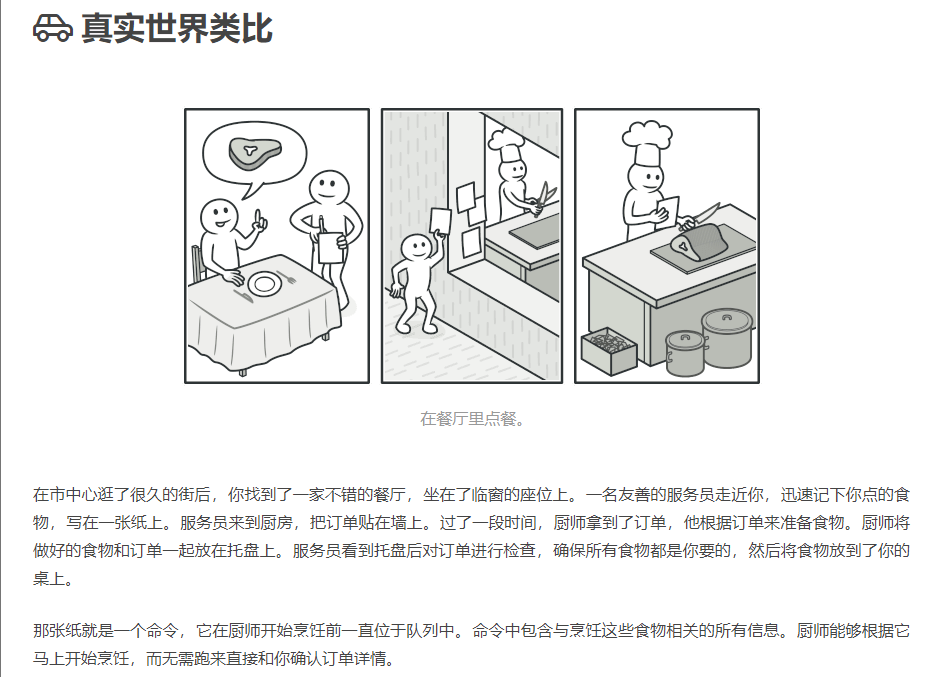 真实世界类比
在餐厅里点餐。
在市中心逛了很久的街后，你找到了一家不错的餐厅，坐在了临窗的座位上。一名友善的服务员走近你，迅速记下你点的食
物，写在一张纸上。服务员来到厨房，把订单贴在墙上。过了一段时间，厨师拿到了订单，他根据订单来准备食物。厨师将
做好的食物和订单一起放在托盘上。服务员看到托盘后对订单进行检查，确保所有食物都是你要的，然后将食物放到了你的
桌上。
那张纸就是一个命令，它在厨师开始烹饪前一直位于队列中。命令中包含与烹饪这些食物相关的所有信息。厨师能够根据它
马上开始烹饪，而无需跑来直接和你确认订单详情。